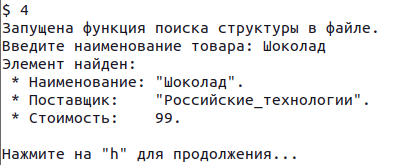 $ 4
Запущена функция поиска структуры в файле.
Введите наименование товара: Шоколад
Элемент найден:
 * Наименование: "Шоколад".
 * Поставщик:    "Российские_технологии".
 * Стоимость:    99.

Нажмите на "h" для продолжения...